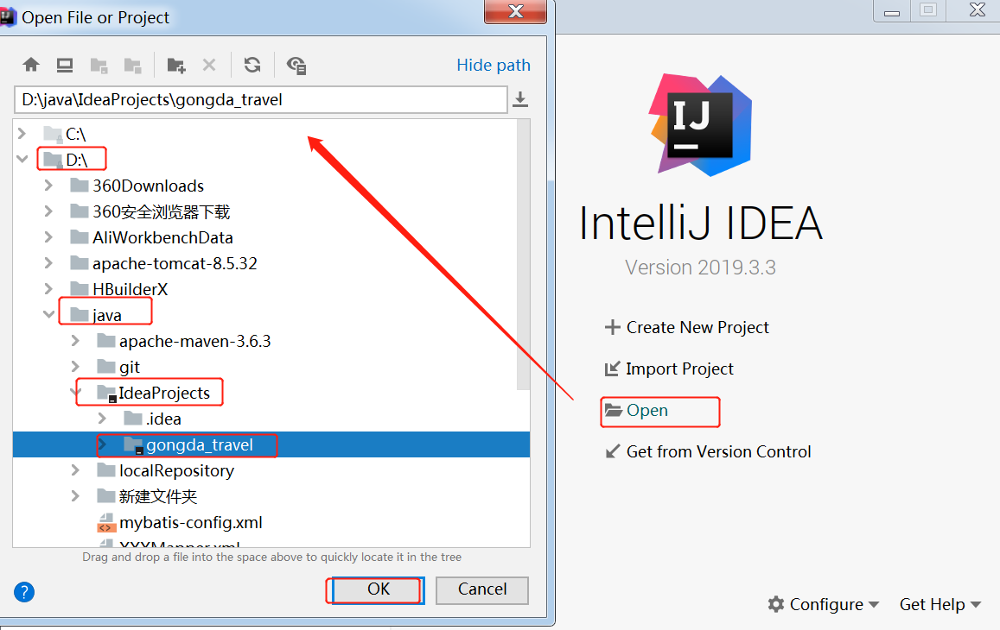 Open File or Project
Hide path
D:\java\IdeaProjects\gongda_travel
C:\
D:\
360Downloads
360安全浏览器下载
AliWorkbenchData
apache-tomcat-8.5.32
HBuilderX
java
apache-maven-3.6.3
git
IdeaProjects
.idea
gongda_travel
localRepository
新建文件夹
mybatis-config.xml
XXXMapper.xml
Drag and drop a file into the space above to quickly locate it in the tree
?
OK
Cancel
IJ
IntelliJ IDEA
Version 2019.3.3
Create New Project
Import Project
Open
Get from Version Control
Configure
Get Help